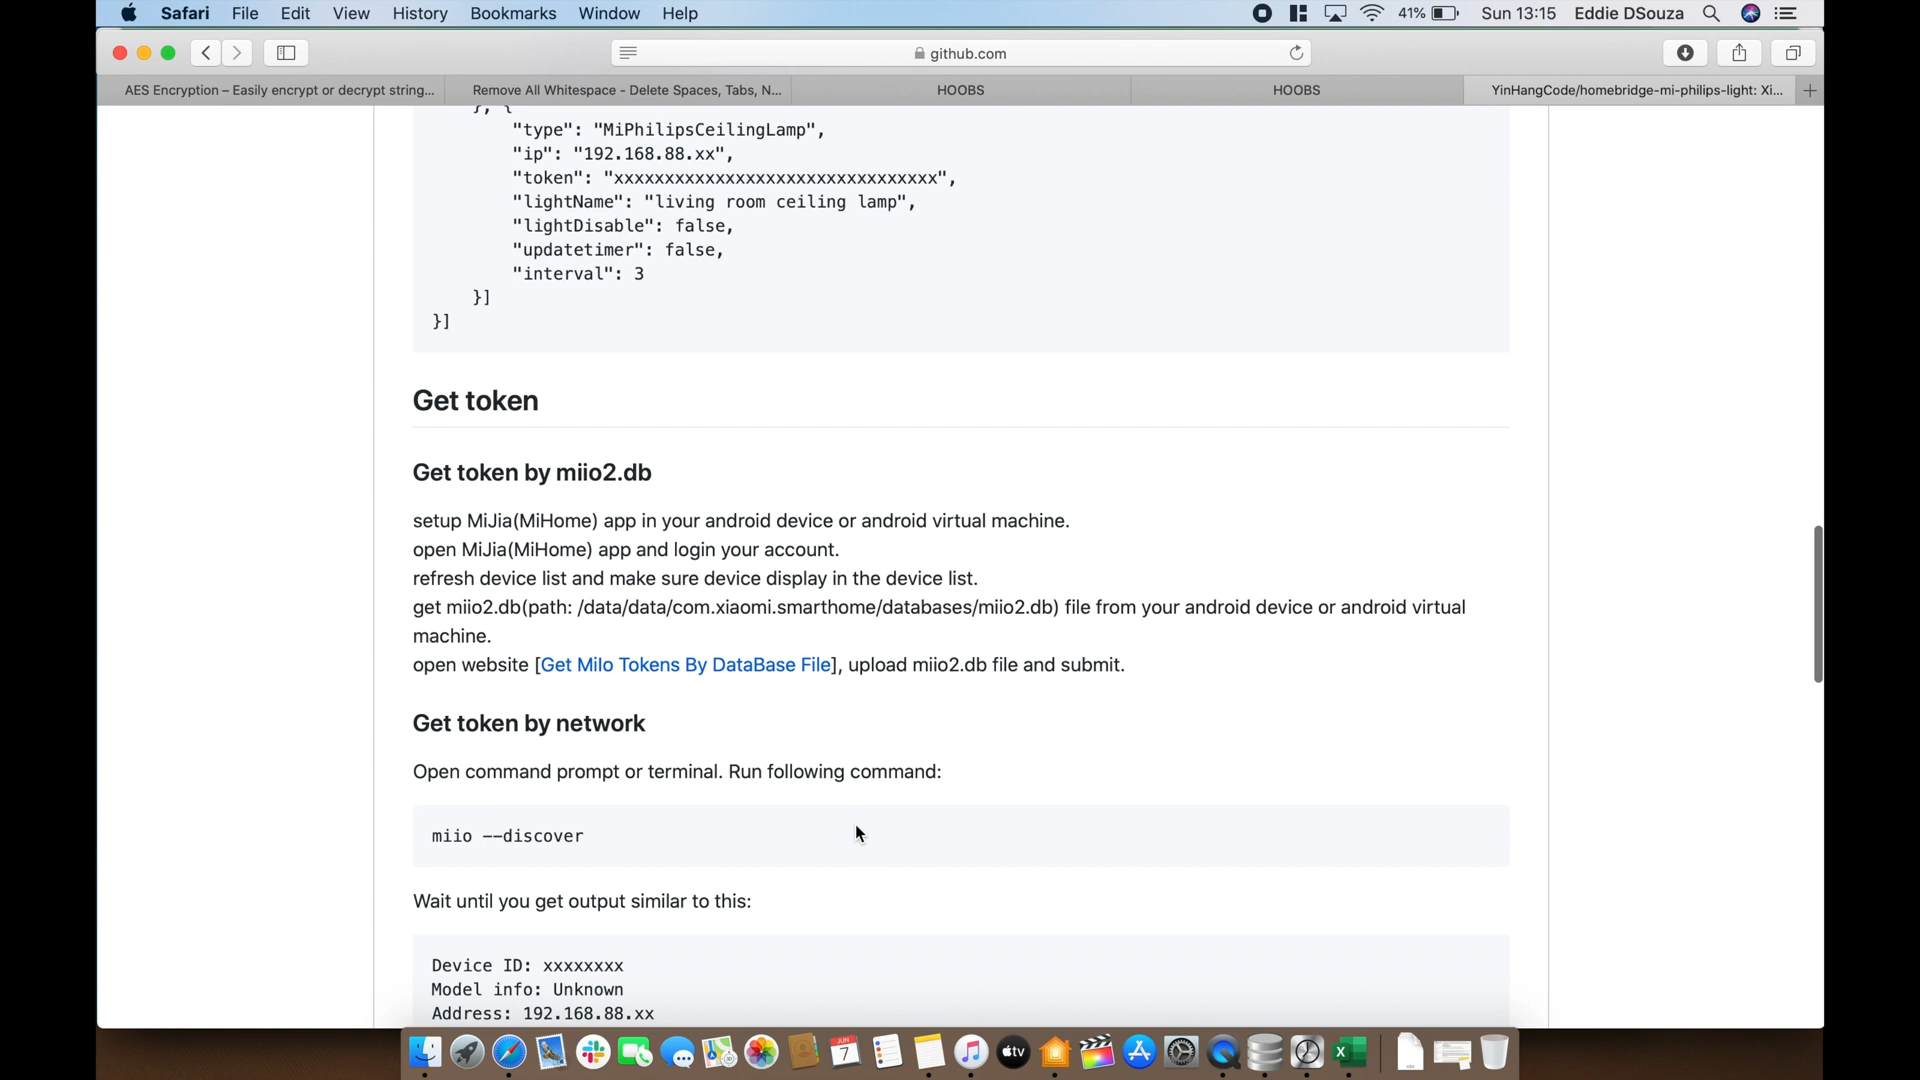 Safari File Edit View History Bookmarks Window Help 41% Sun 13:15 Eddie DSouza
github.com
AES Encryption – Easily encrypt or decrypt string... Remove All Whitespace - Delete Spaces, Tabs, N... HOOBS HOOBS YinHangCode/homebridge-mi-philips-light: Xi...
}, {
"type": "MiPhilipsCeilingLamp",
"ip": "192.168.88.xx",
"token": "xxxxxxxxxxxxxxxxxxxxxxxxxxxxxxxx",
"lightName": "living room ceiling lamp",
"lightDisable": false,
"updatetimer": false,
"interval": 3
}]
}]
Get token
Get token by miio2.db
setup MiJia(MiHome) app in your android device or android virtual machine.
open MiJia(MiHome) app and login your account.
refresh device list and make sure device display in the device list.
get miio2.db(path: /data/data/com.xiaomi.smarthome/databases/miio2.db) file from your android device or android virtual
machine.
open website [Get MiIo Tokens By DataBase File], upload miio2.db file and submit.
Get token by network
Open command prompt or terminal. Run following command:
miio --discover
Wait until you get output similar to this:
Device ID: xxxxxxxx
Model info: Unknown
Address: 192.168.88.xx
JUN
7
tv